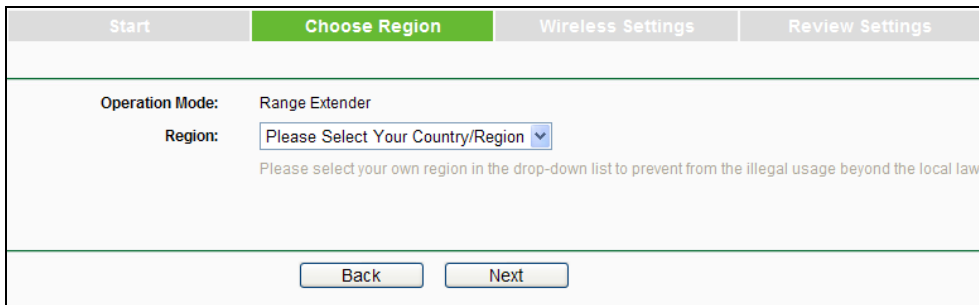 Start Choose Region Wireless Settings Review Settings
Operation Mode: Range Extender
Region: Please Select Your Country/Region
Please select your own region in the drop-down list to prevent from the illegal usage beyond the local law
Back Next